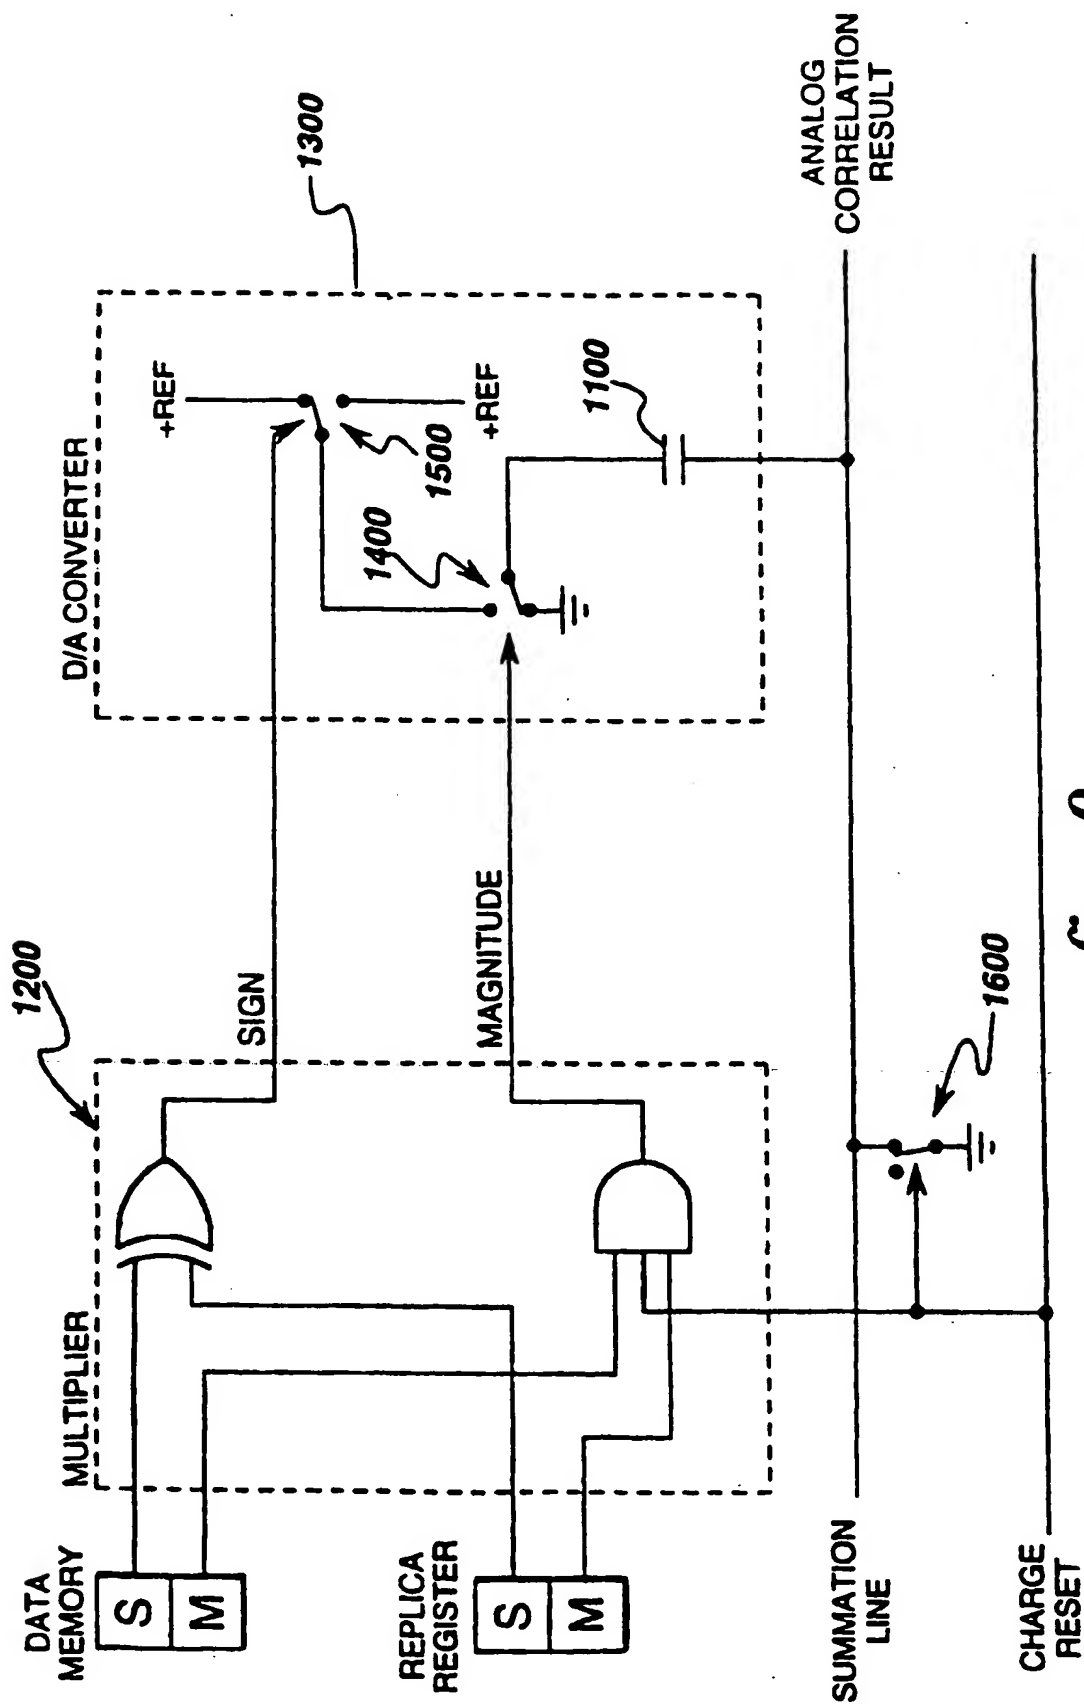 DATA
MEMORY
S
M
REPLICA
REGISTER
S
M
SUMMATION
LINE
CHARGE
RESET
MULTIPLIER
1200
SIGN
MAGNITUDE
1600
D/A CONVERTER
+REF
1500
+REF
1400
1100
1300
ANALOG
CORRELATION
RESULT